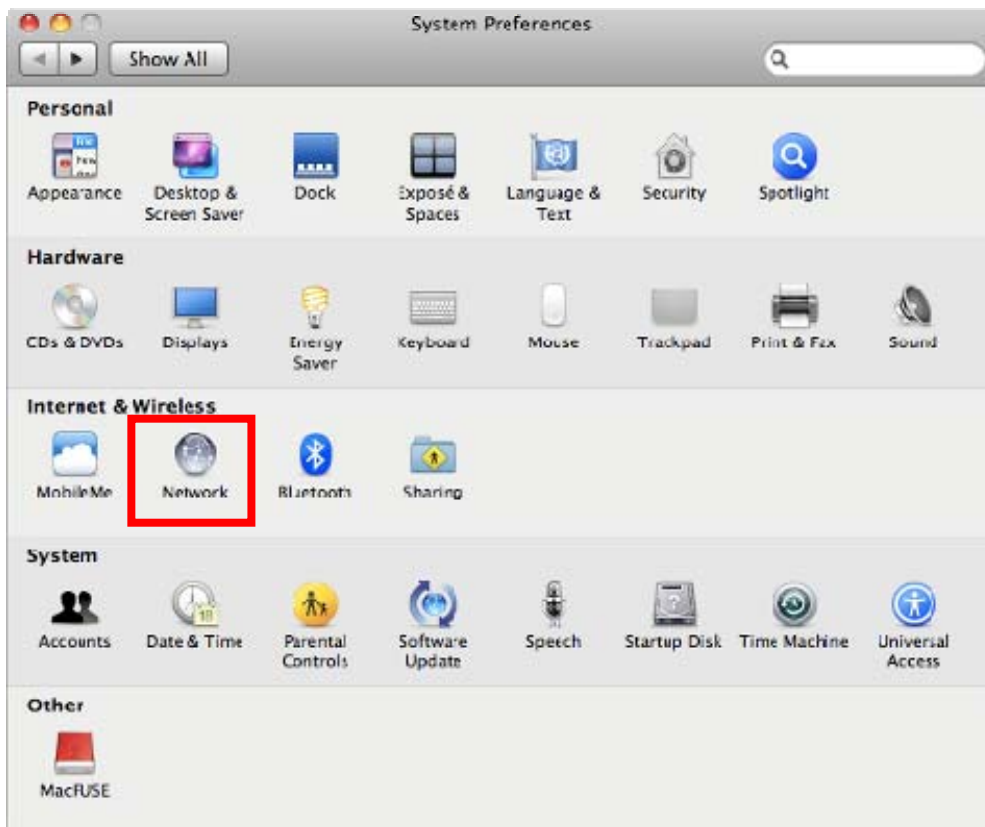 System Preferences
Show All
Personal
Appearance
Desktop &
Screen Saver
Dock
Exposé &
Spaces
Language &
Text
Security
Spotlight
Hardware
CDs & DVDs
Displays
Energy
Saver
Keyboard
Mouse
Trackpad
Print & Fax
Sound
Internet & Wireless
MobileMe
Network
Bluetooth
Sharing
System
Accounts
Date & Time
Parental
Controls
Software
Update
Speech
Startup Disk
Time Machine
Universal
Access
Other
MacFUSE